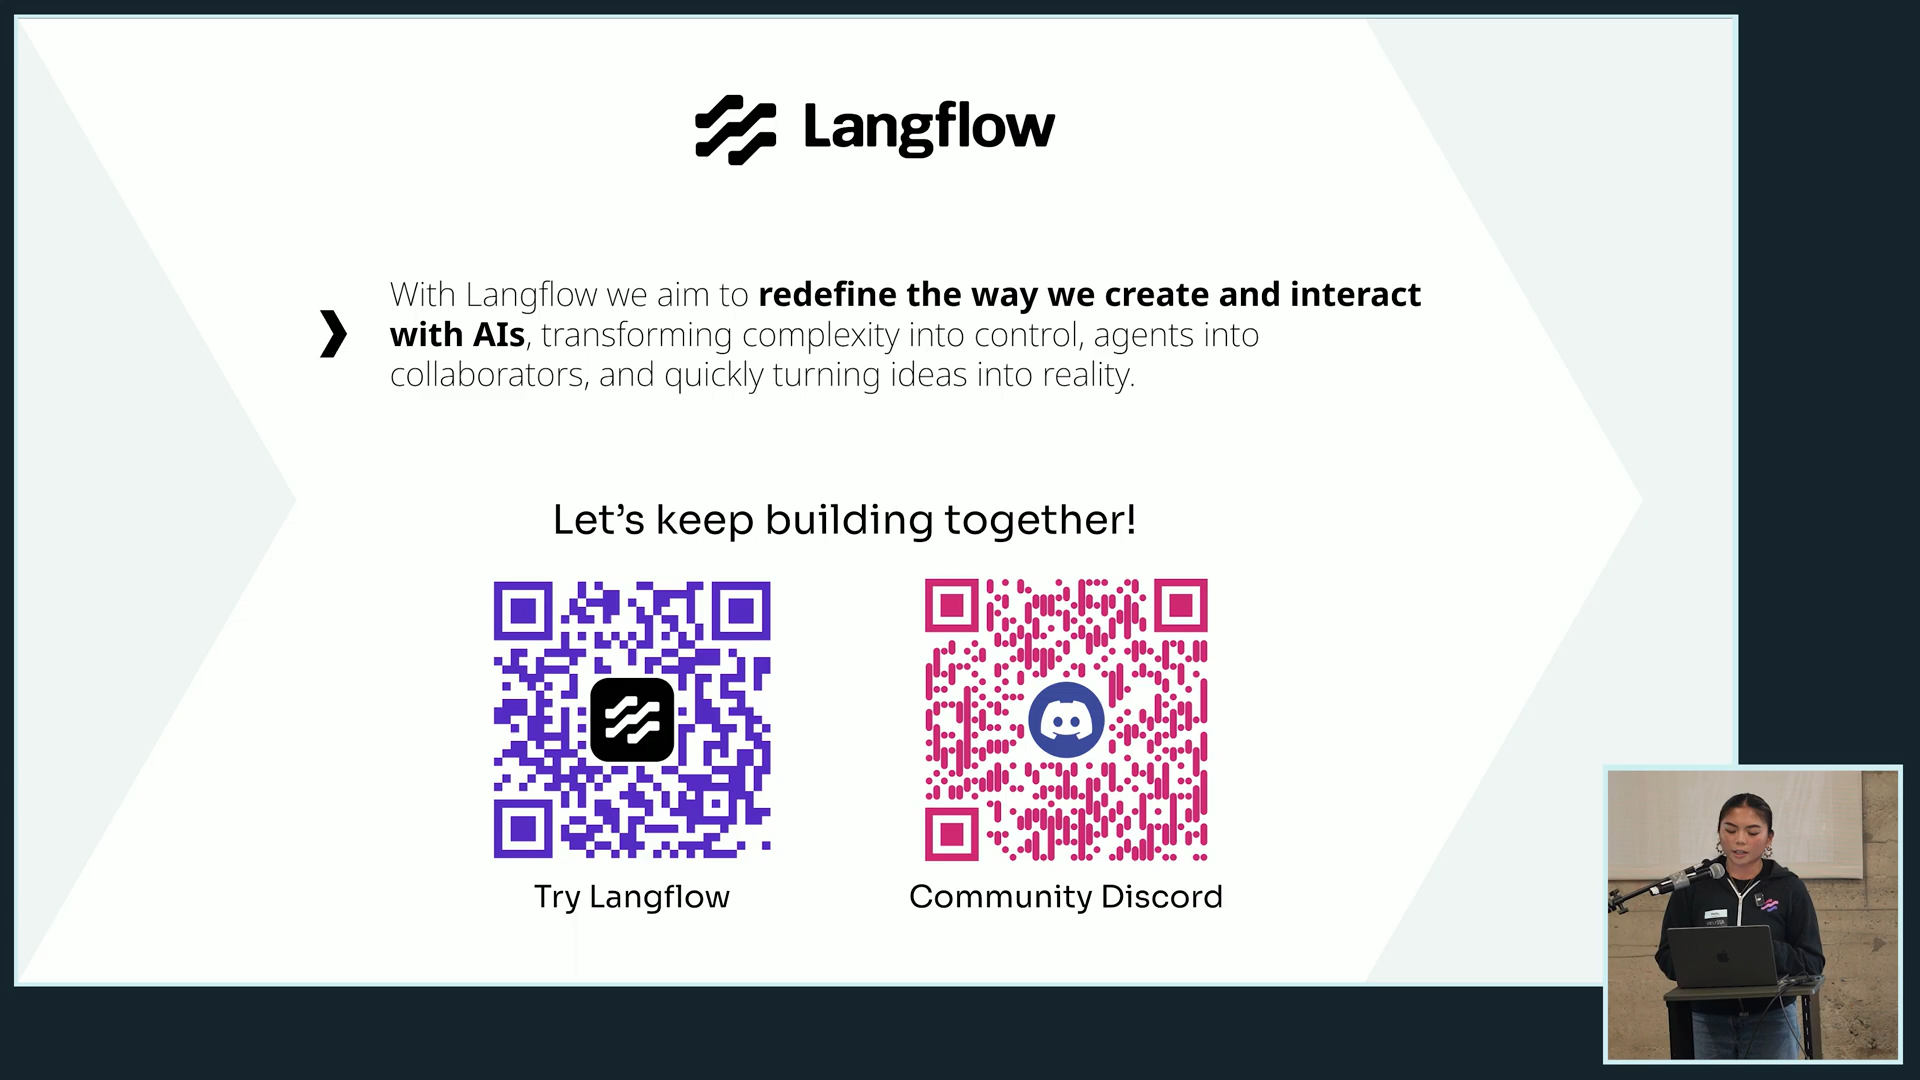 Langflow
With Langflow we aim to redefine the way we create and interact
with AIs, transforming complexity into control, agents into
collaborators, and quickly turning ideas into reality.
Let’s keep building together!
Try Langflow
Community Discord